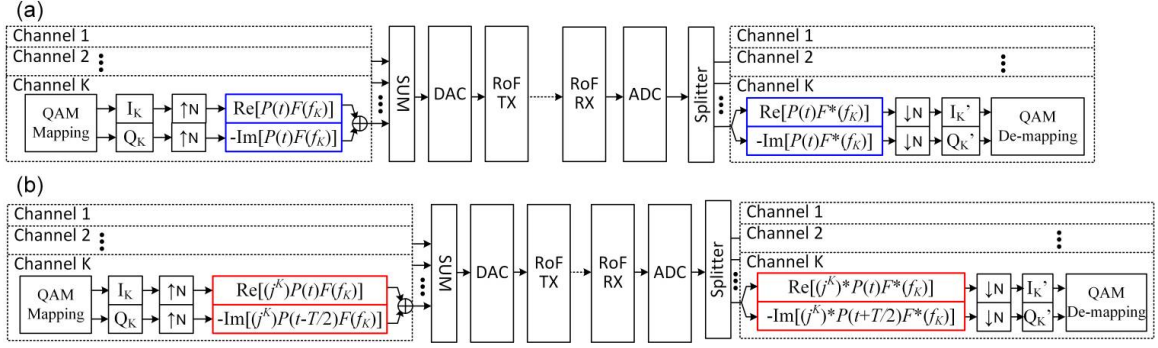 (a)
Channel 1
Channel 2
Channel K
QAM
Mapping
I_K
Q_K
↑N
↑N
Re[P(t)F(f_K)]
-Im[P(t)F(f_K)]
SUM
DAC
RoF
TX
RoF
RX
ADC
Splitter
Channel 1
Channel 2
Channel K
Re[P(t)F*(f_K)]
-Im[P(t)F*(f_K)]
↓N
↓N
I_K'
Q_K'
QAM
De-mapping
(b)
Channel 1
Channel 2
Channel K
QAM
Mapping
I_K
Q_K
↑N
↑N
Re[(j^K)P(t)F(f_K)]
-Im[(j^K)P(t-T/2)F(f_K)]
SUM
DAC
RoF
TX
RoF
RX
ADC
Splitter
Channel 1
Channel 2
Channel K
Re[(j^K)*P(t)F*(f_K)]
-Im[(j^K)*P(t+T/2)F*(f_K)]
↓N
↓N
I_K'
Q_K'
QAM
De-mapping